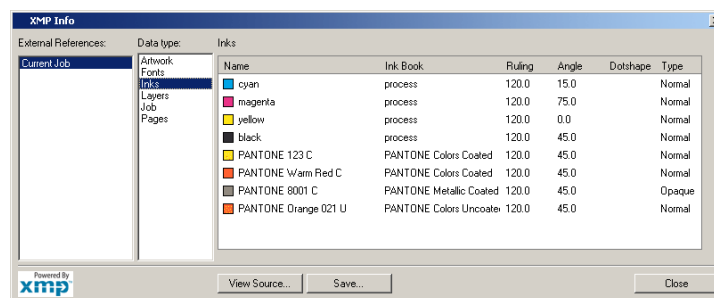 XMP Info
External References: Data type: Inks
Current Job
Artwork
Fonts
Inks
Layers
Job
Pages
Name Ink Book Ruling Angle Dotshape Type
cyan process 120.0 15.0 Normal
magenta process 120.0 75.0 Normal
yellow process 120.0 0.0 Normal
black process 120.0 45.0 Normal
PANTONE 123 C PANTONE Colors Coated 120.0 45.0 Normal
PANTONE Warm Red C PANTONE Colors Coated 120.0 45.0 Normal
PANTONE 8001 C PANTONE Metallic Coated 120.0 45.0 Opaque
PANTONE Orange 021 U PANTONE Colors Uncoate 120.0 45.0 Normal
Powered By
xmp
View Source... Save... Close